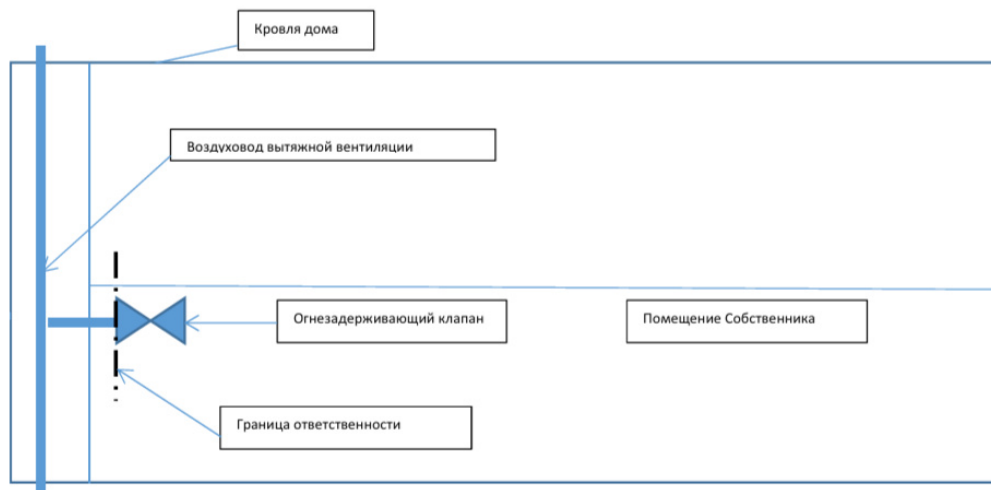 Кровля дома
Воздуховод вытяжной вентиляции
Огнезадерживающий клапан
Помещение Собственника
Граница ответственности